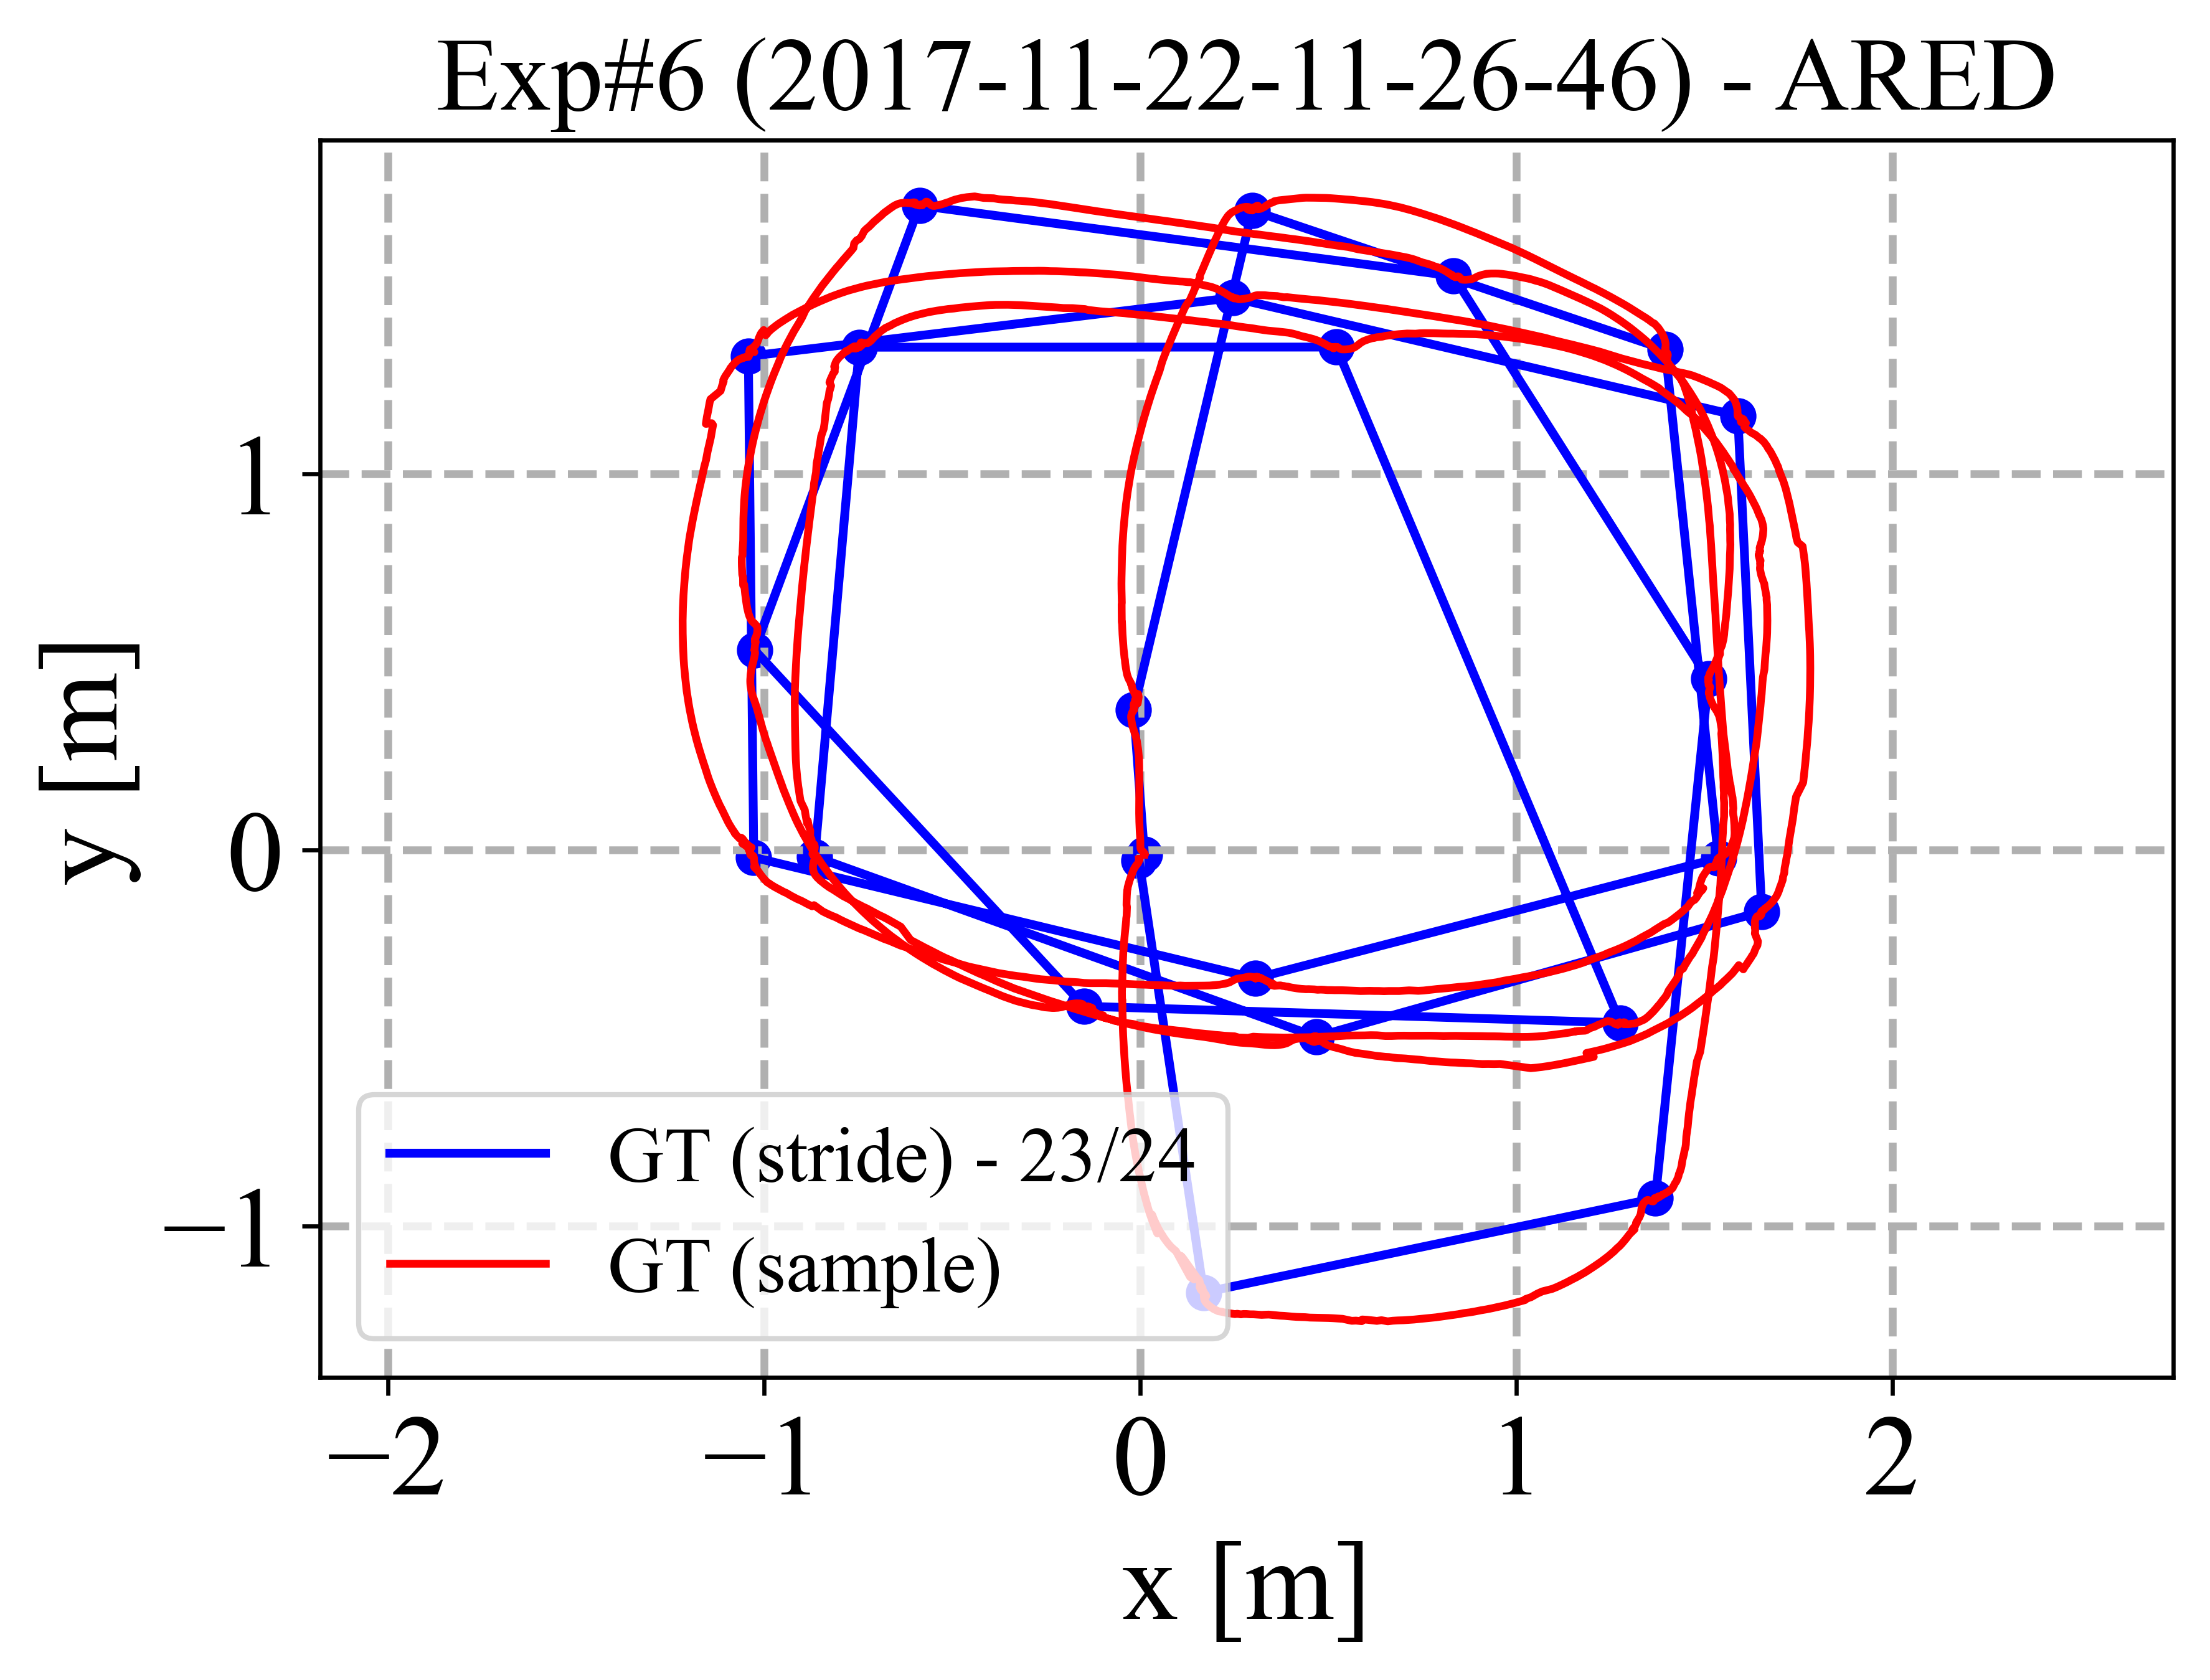 Exp#6 (2017-11-22-11-26-46) - ARED
y [m]
1
0
−1
GT (stride) - 23/24
GT (sample)
−2 −1 0 1 2
x [m]